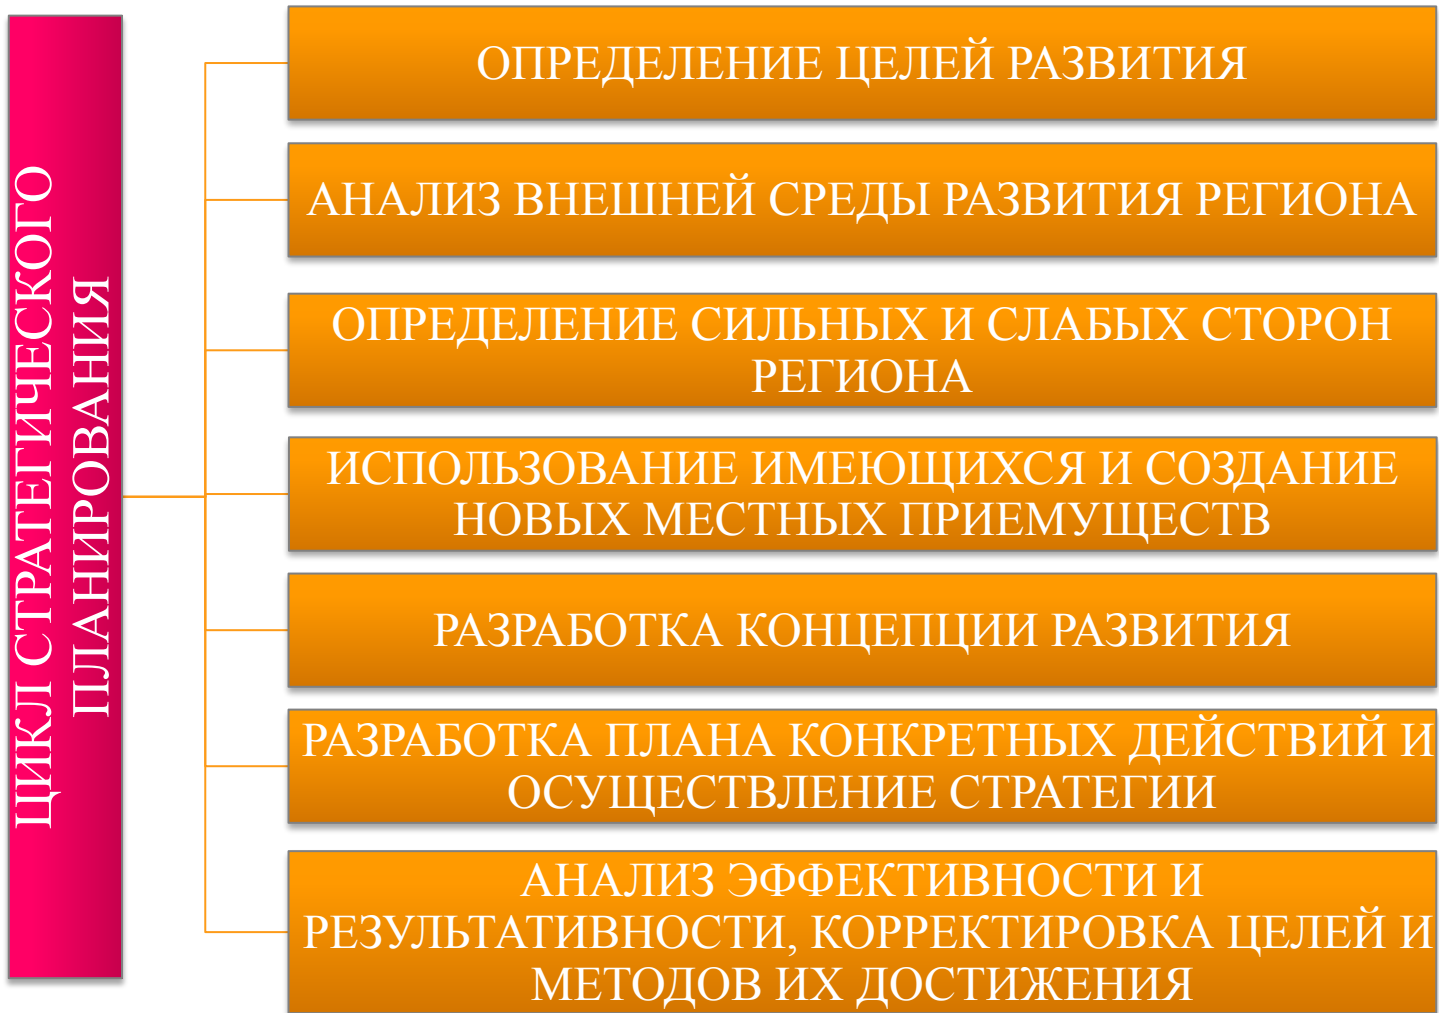 ЦИКЛ СТРАТЕГИЧЕСКОГО
ПЛАНИРОВАНИЯ
ОПРЕДЕЛЕНИЕ ЦЕЛЕЙ РАЗВИТИЯ
АНАЛИЗ ВНЕШНЕЙ СРЕДЫ РАЗВИТИЯ РЕГИОНА
ОПРЕДЕЛЕНИЕ СИЛЬНЫХ И СЛАБЫХ СТОРОН
РЕГИОНА
ИСПОЛЬЗОВАНИЕ ИМЕЮЩИХСЯ И СОЗДАНИЕ
НОВЫХ МЕСТНЫХ ПРИЕМУЩЕСТВ
РАЗРАБОТКА КОНЦЕПЦИИ РАЗВИТИЯ
РАЗРАБОТКА ПЛАНА КОНКРЕТНЫХ ДЕЙСТВИЙ И
ОСУЩЕСТВЛЕНИЕ СТРАТЕГИИ
АНАЛИЗ ЭФФЕКТИВНОСТИ И
РЕЗУЛЬТАТИВНОСТИ, КОРРЕКТИРОВКА ЦЕЛЕЙ И
МЕТОДОВ ИХ ДОСТИЖЕНИЯ